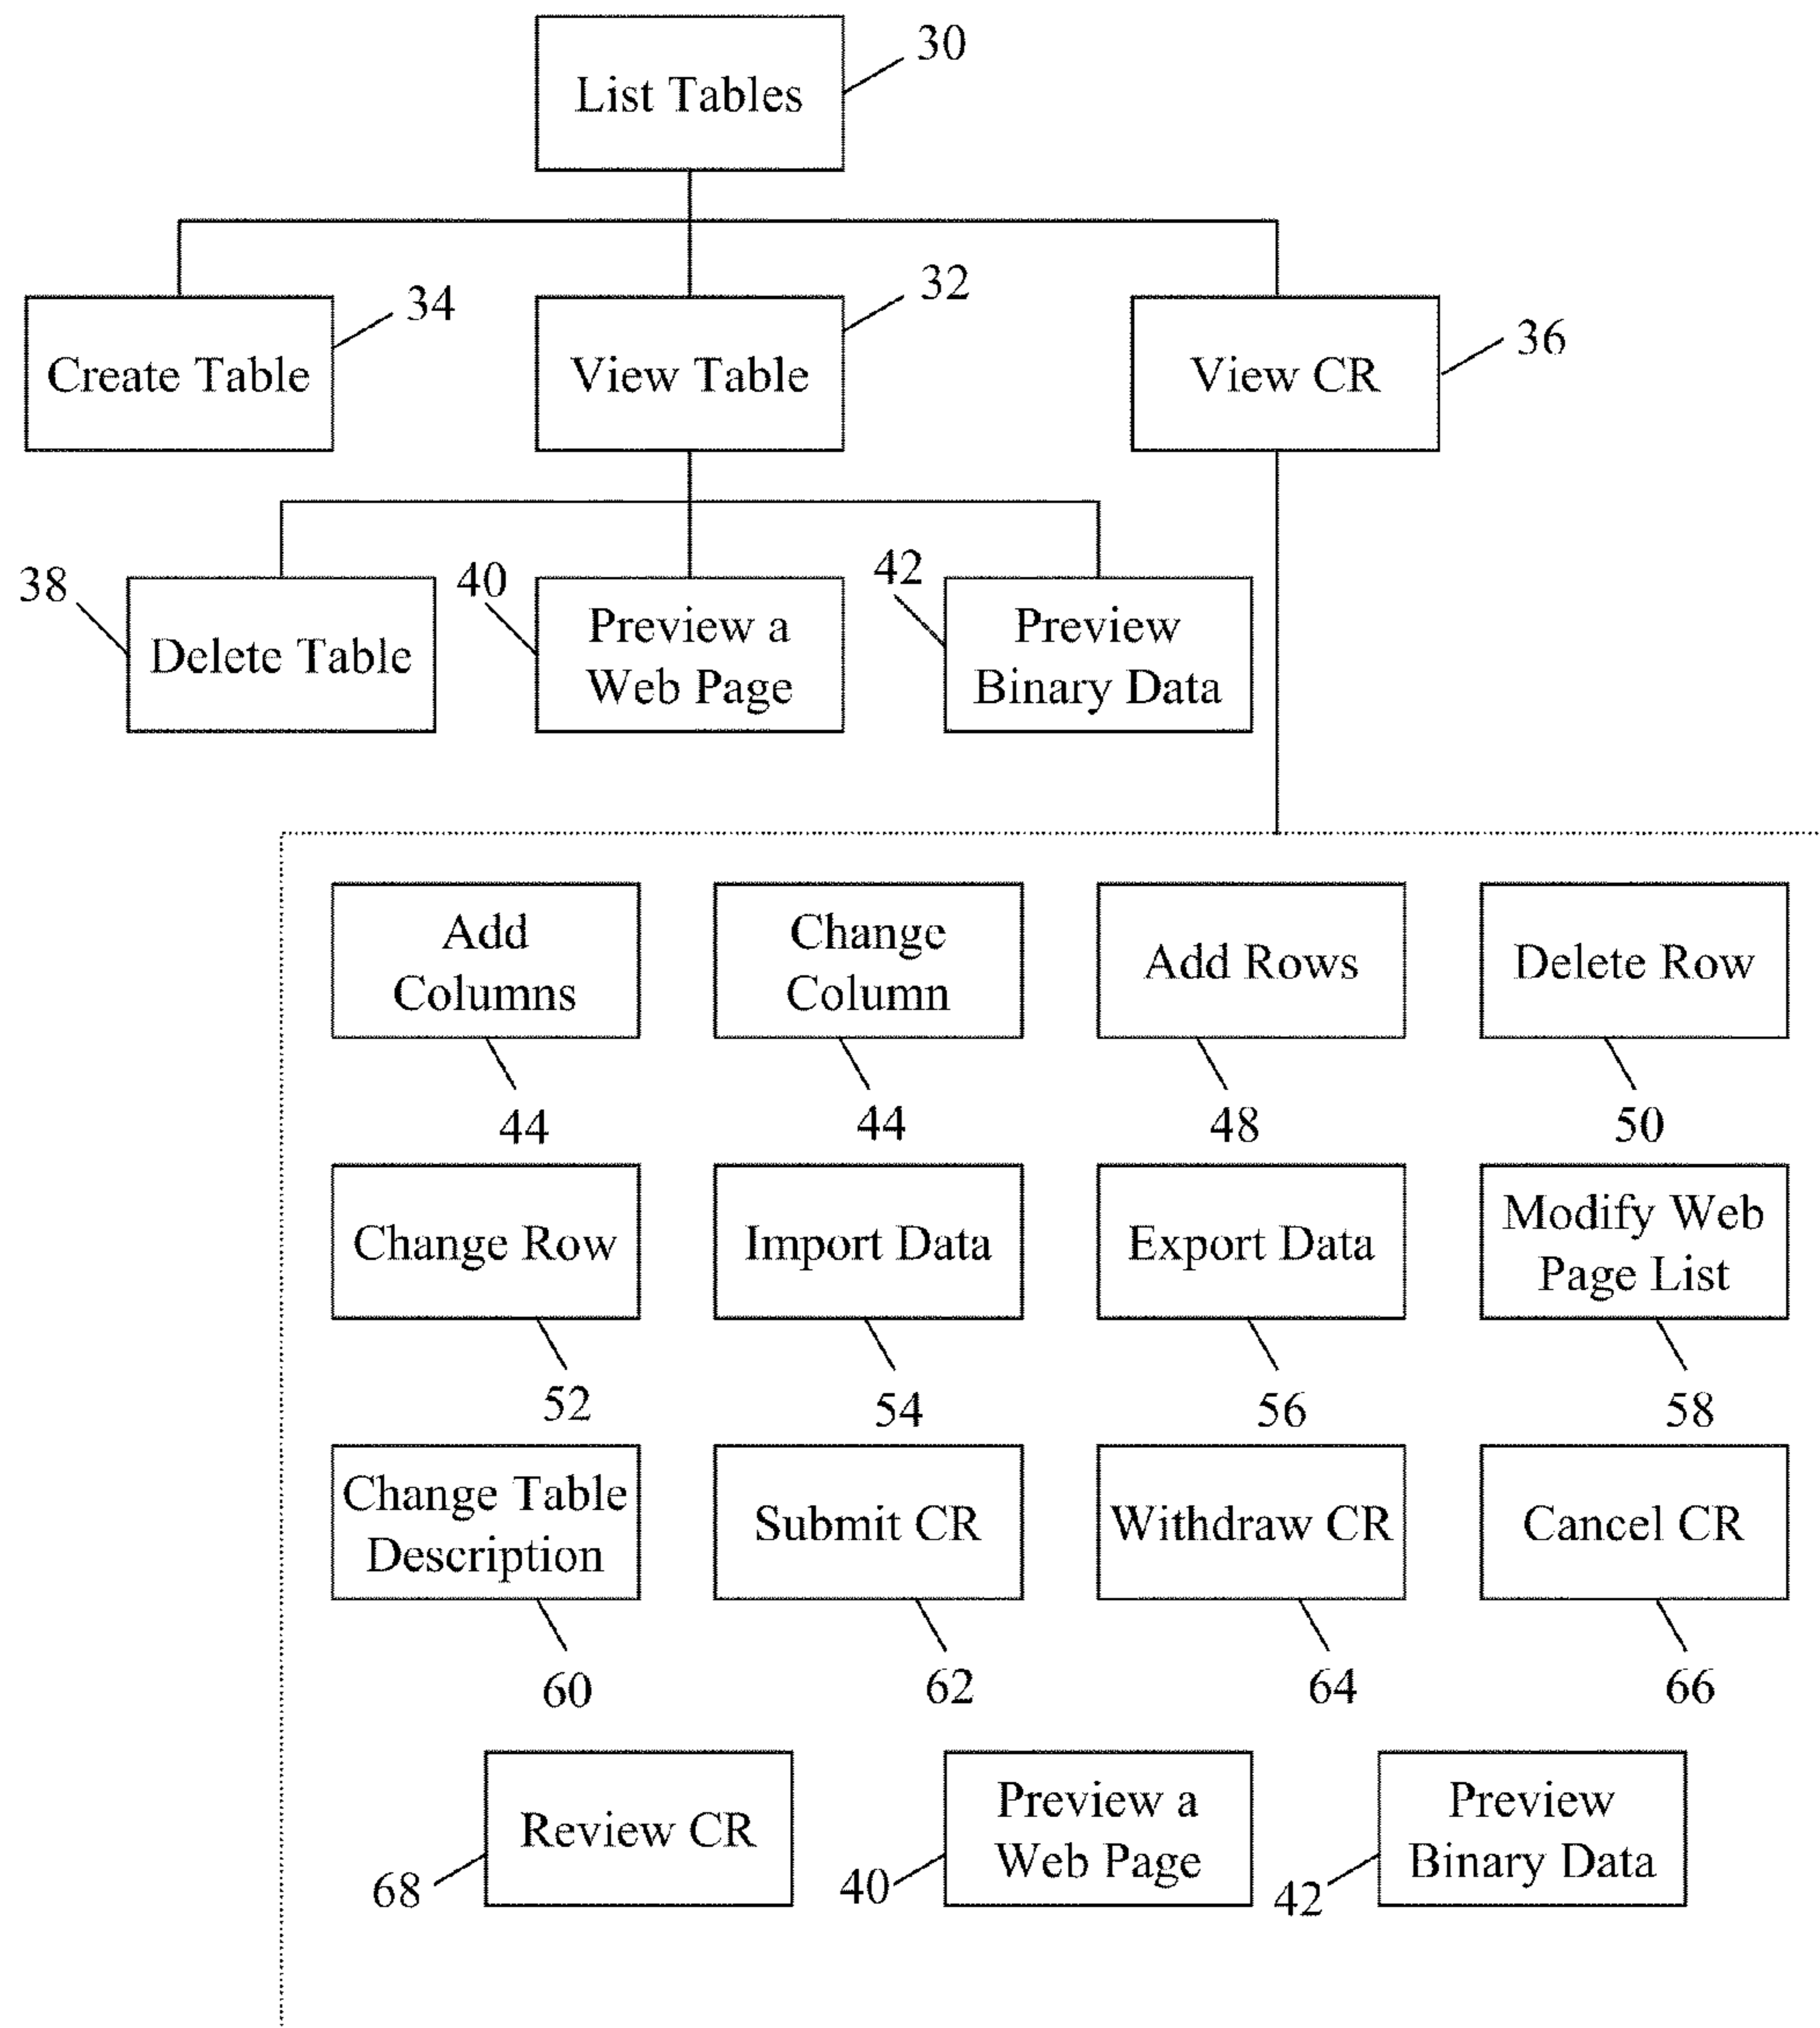 30
List Tables
34
32
36
Create Table
View Table
View CR
38
40
42
Delete Table
Preview a
Web Page
Preview
Binary Data
Add
Columns
Change
Column
Add Rows
Delete Row
44
44
48
50
Change Row
Import Data
Export Data
Modify Web
Page List
52
54
56
58
Change Table
Description
Submit CR
Withdraw CR
Cancel CR
60
62
64
66
Review CR
Preview a
Web Page
Preview
Binary Data
68
40
42